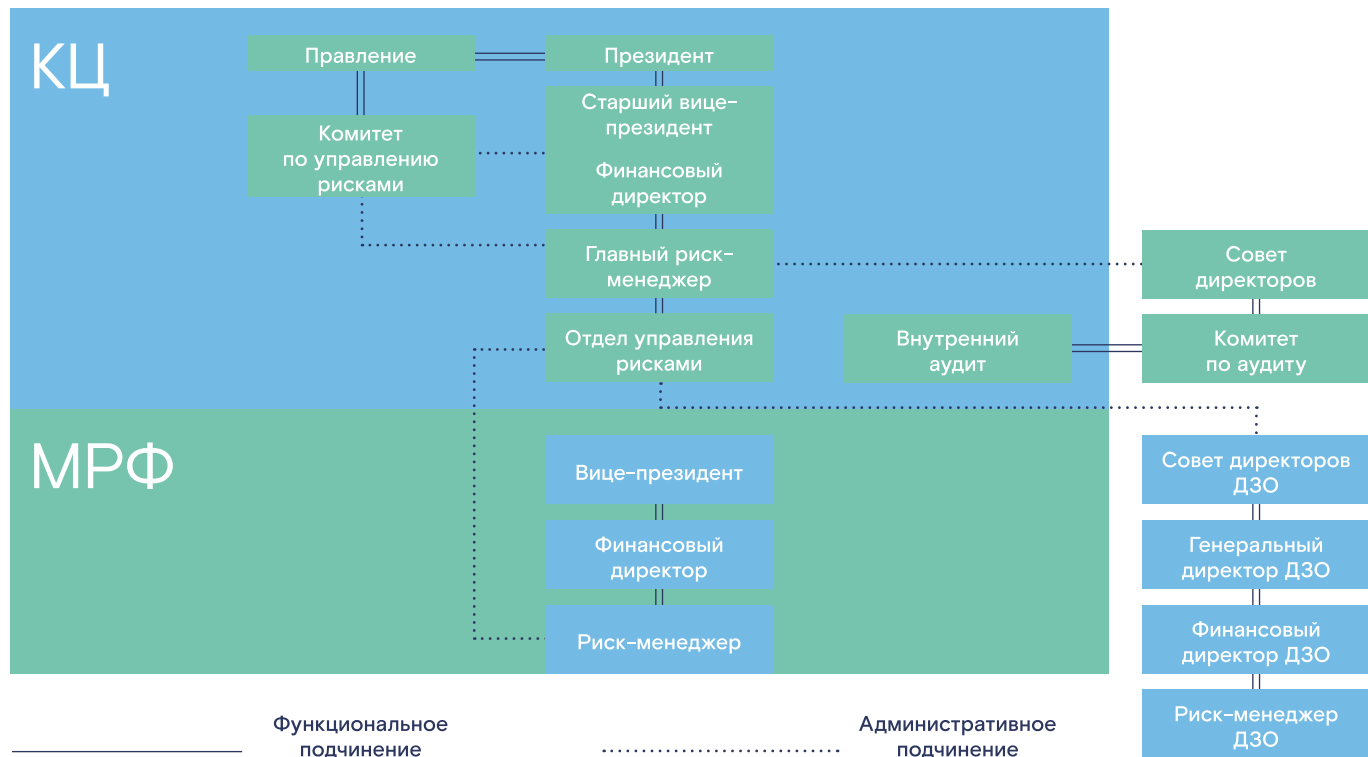 КЦ
Правление
Президент
Старший вице-
президент
Финансовый
директор
Комитет
по управлению
рисками
Главный риск-
менеджер
Совет
директоров
Отдел управления
рисками
Внутренний
аудит
Комитет
по аудиту
МРФ
Вице-президент
Финансовый
директор
Риск-менеджер
Совет директоров
ДЗО
Генеральный
директор ДЗО
Финансовый
директор ДЗО
Риск-менеджер
ДЗО
Функциональное
подчинение
Административное
подчинение